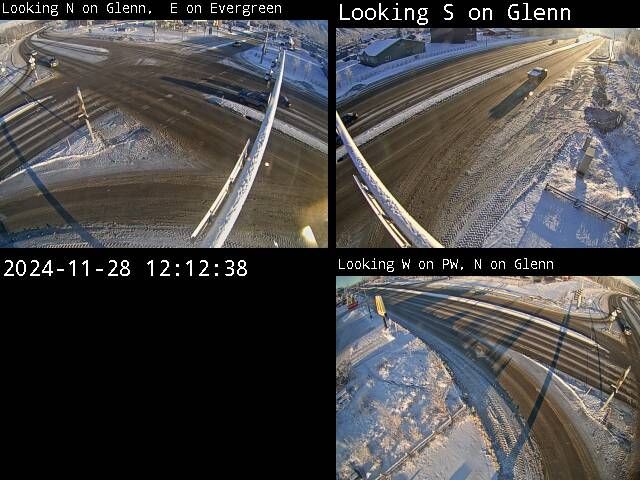 Looking N on Glenn,  E on Evergreen
Looking S on Glenn
2024-11-28 12:12:38
Looking W on PW, N on Glenn